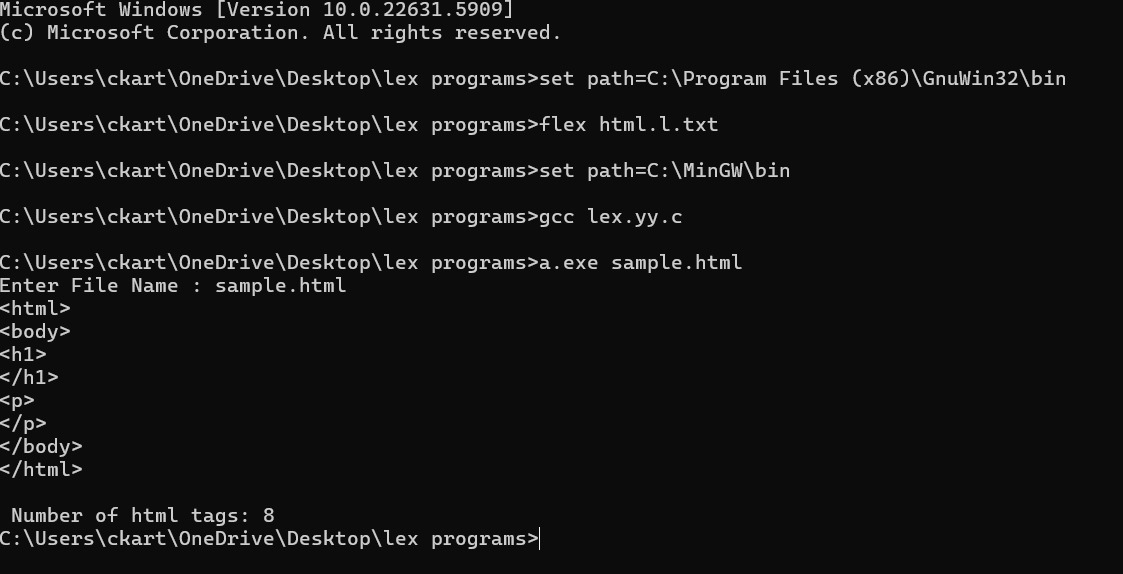 Microsoft Windows [Version 10.0.22631.5909]
(c) Microsoft Corporation. All rights reserved.
C:\Users\ckart\OneDrive\Desktop\lex programs>set path=C:\Program Files (x86)\GnuWin32\bin
C:\Users\ckart\OneDrive\Desktop\lex programs>flex html.l.txt
C:\Users\ckart\OneDrive\Desktop\lex programs>set path=C:\MinGW\bin
C:\Users\ckart\OneDrive\Desktop\lex programs>gcc lex.yy.c
C:\Users\ckart\OneDrive\Desktop\lex programs>a.exe sample.html
Enter File Name : sample.html
<html>
<body>
<h1>
</h1>
<p>
</p>
</body>
</html>
 Number of html tags: 8
C:\Users\ckart\OneDrive\Desktop\lex programs>